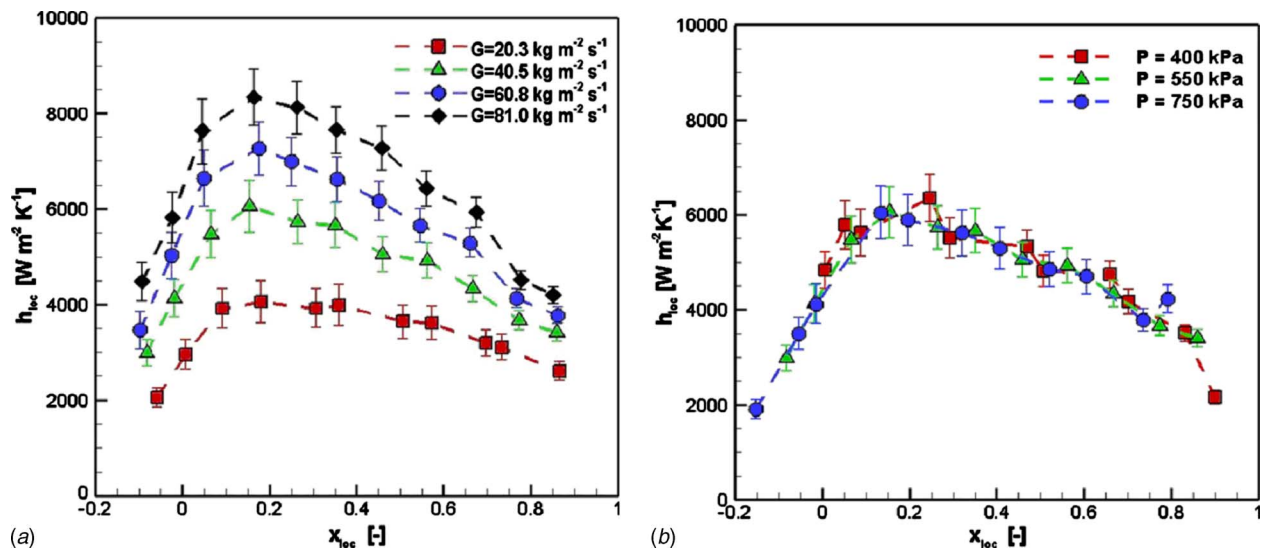 10000
8000
6000
4000
2000
0
h_loc [W m⁻² K⁻¹]
G=20.3 kg m⁻² s⁻¹
G=40.5 kg m⁻² s⁻¹
G=60.8 kg m⁻² s⁻¹
G=81.0 kg m⁻² s⁻¹
-0.2 0 0.2 0.4 0.6 0.8 1
(a) x_loc [-]
10000
8000
6000
4000
2000
0
h_loc [W m⁻² K⁻¹]
P = 400 kPa
P = 550 kPa
P = 750 kPa
-0.2 0 0.2 0.4 0.6 0.8 1
(b) x_loc [-]